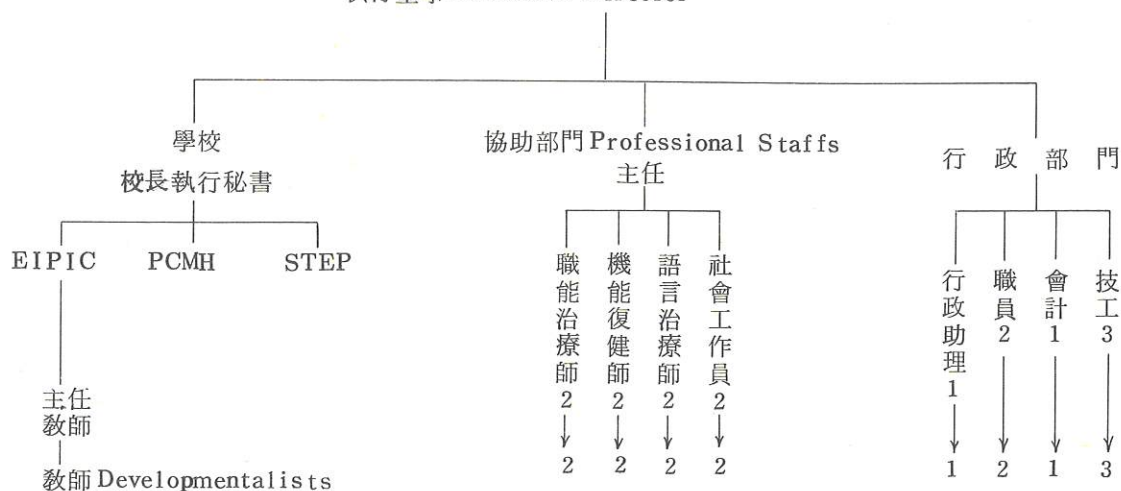 學校
校長執行秘書
EIPIC
PCMH
STEP
主任
教師
教師 Developmentalists
協助部門 Professional Staffs
主任
職能治療師 2
2
機能復健師 2
2
語言治療師 2
2
社會工作員 2
2
行政部門
行政助理 1
1
職員 2
2
會計 1
1
技工 3
3